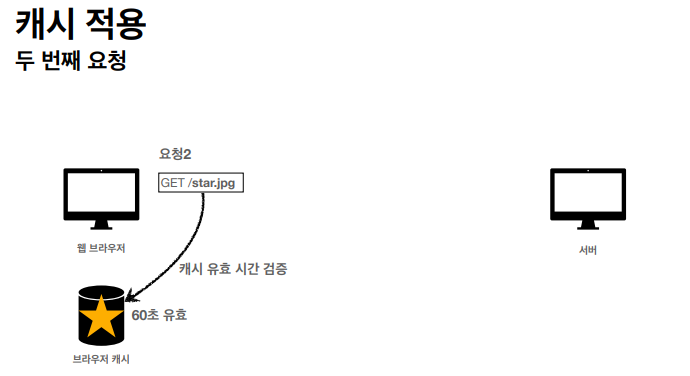 캐시 적용
두 번째 요청
요청2
GET /star.jpg
웹 브라우저
서버
캐시 유효 시간 검증
60초 유효
브라우저 캐시